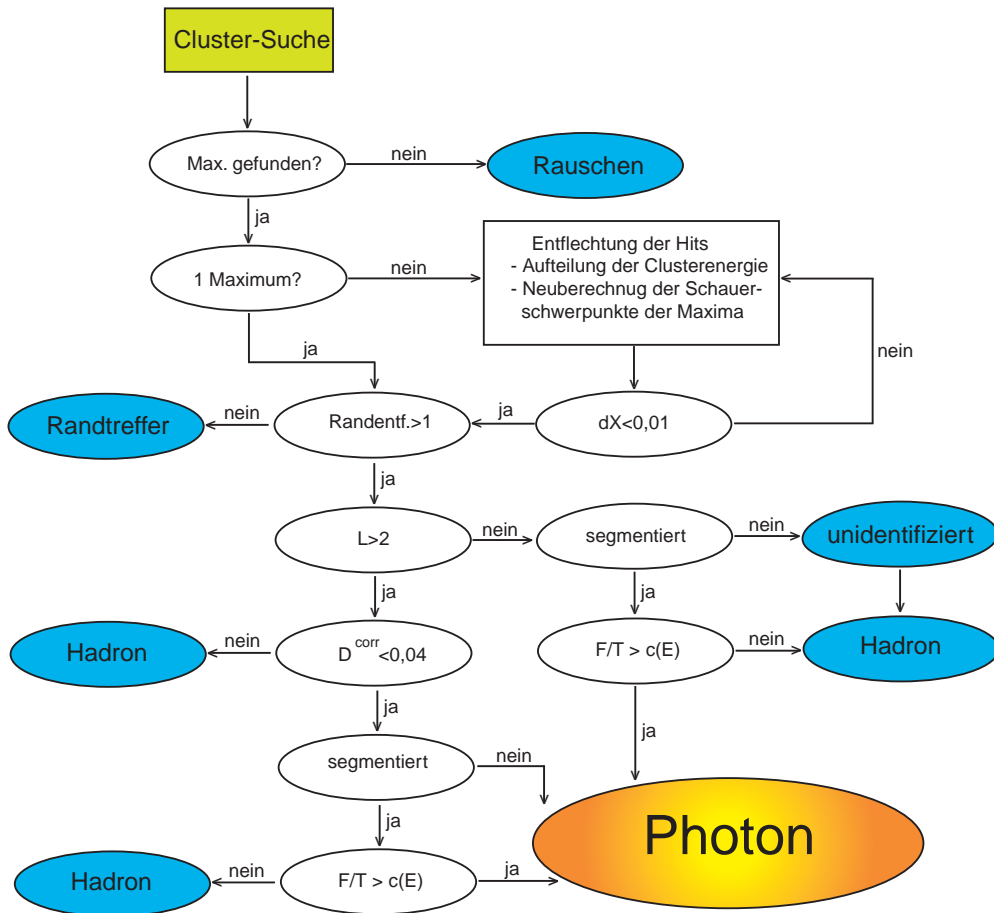 Cluster-Suche
Max. gefunden?
nein
Rauschen
ja
1 Maximum?
nein
Entflechtung der Hits
- Aufteilung der Clusterenergie
- Neuberechnug der Schauer-
schwerpunkte der Maxima
nein
ja
Randtreffer
nein
Randentf.>1
ja
dX<0,01
ja
L>2
nein
segmentiert
nein
unidentifiziert
ja
ja
Hadron
nein
D^corr<0,04
F/T > c(E)
nein
Hadron
ja
ja
segmentiert
nein
ja
Photon
Hadron
nein
F/T > c(E)
ja